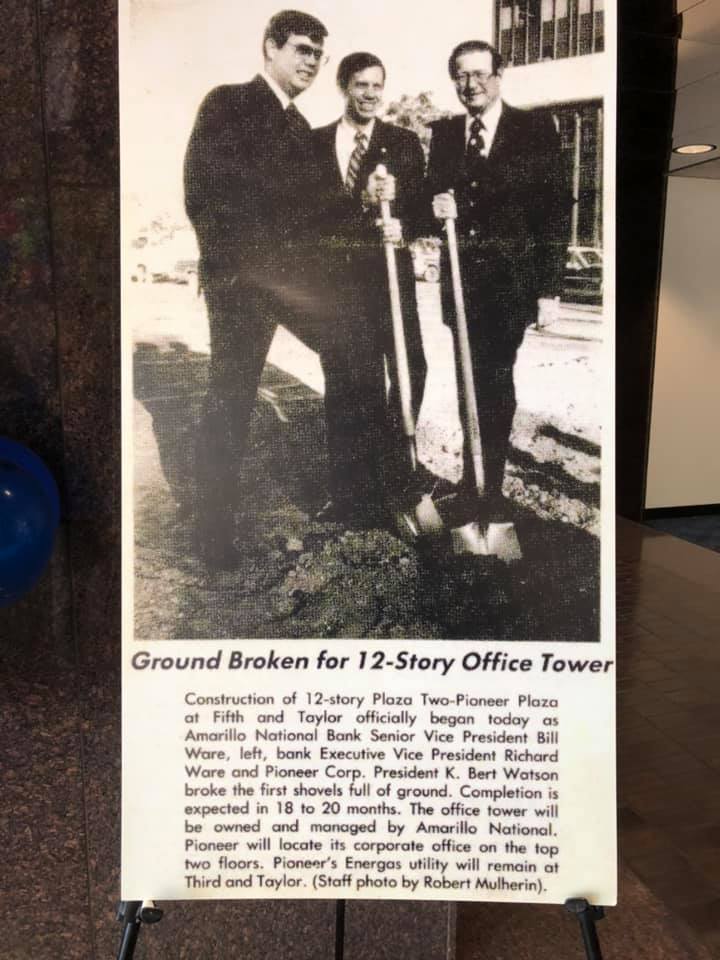 Ground Broken for 12-Story Office Tower
Construction of 12-story Plaza Two-Pioneer Plaza
at Fifth and Taylor officially began today as
Amarillo National Bank Senior Vice President Bill
Ware, left, bank Executive Vice President Richard
Ware and Pioneer Corp. President K. Bert Watson
broke the first shovels full of ground. Completion is
expected in 18 to 20 months. The office tower will
be owned and managed by Amarillo National.
Pioneer will locate its corporate office on the top
two floors. Pioneer's Energas utility will remain at
Third and Taylor. (Staff photo by Robert Mulherin).